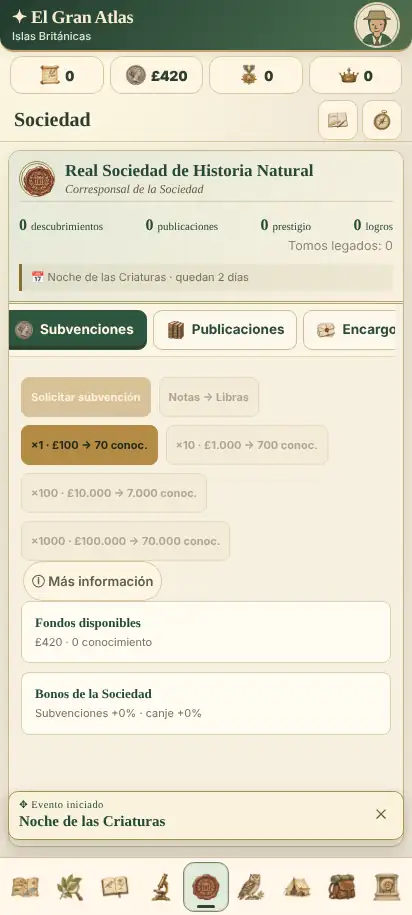 ✦ El Gran Atlas
Islas Británicas
0 £420 0 0
Sociedad
Real Sociedad de Historia Natural
Corresponsal de la Sociedad
0 descubrimientos 0 publicaciones 0 prestigio 0 logros
Tomos legados: 0
📅 Noche de las Criaturas · quedan 2 días
Subvenciones Publicaciones Encargo
Solicitar subvención Notas → Libras
×1 · £100 → 70 conoc. ×10 · £1.000 → 700 conoc.
×100 · £10.000 → 7.000 conoc.
×1000 · £100.000 → 70.000 conoc.
ⓘ Más información
Fondos disponibles
£420 · 0 conocimiento
Bonos de la Sociedad
Subvenciones +0% · canje +0%
✥ Evento iniciado
Noche de las Criaturas ×